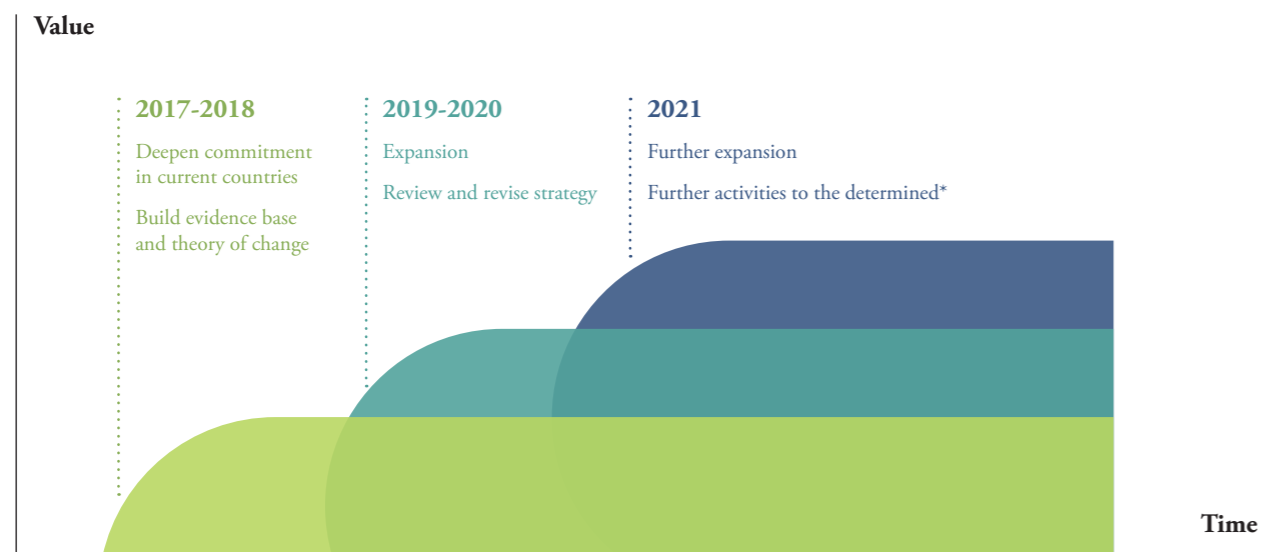 Value
2017-2018
Deepen commitment
in current countries
Build evidence base
and theory of change
2019-2020
Expansion
Review and revise strategy
2021
Further expansion
Further activities to the determined*
Time